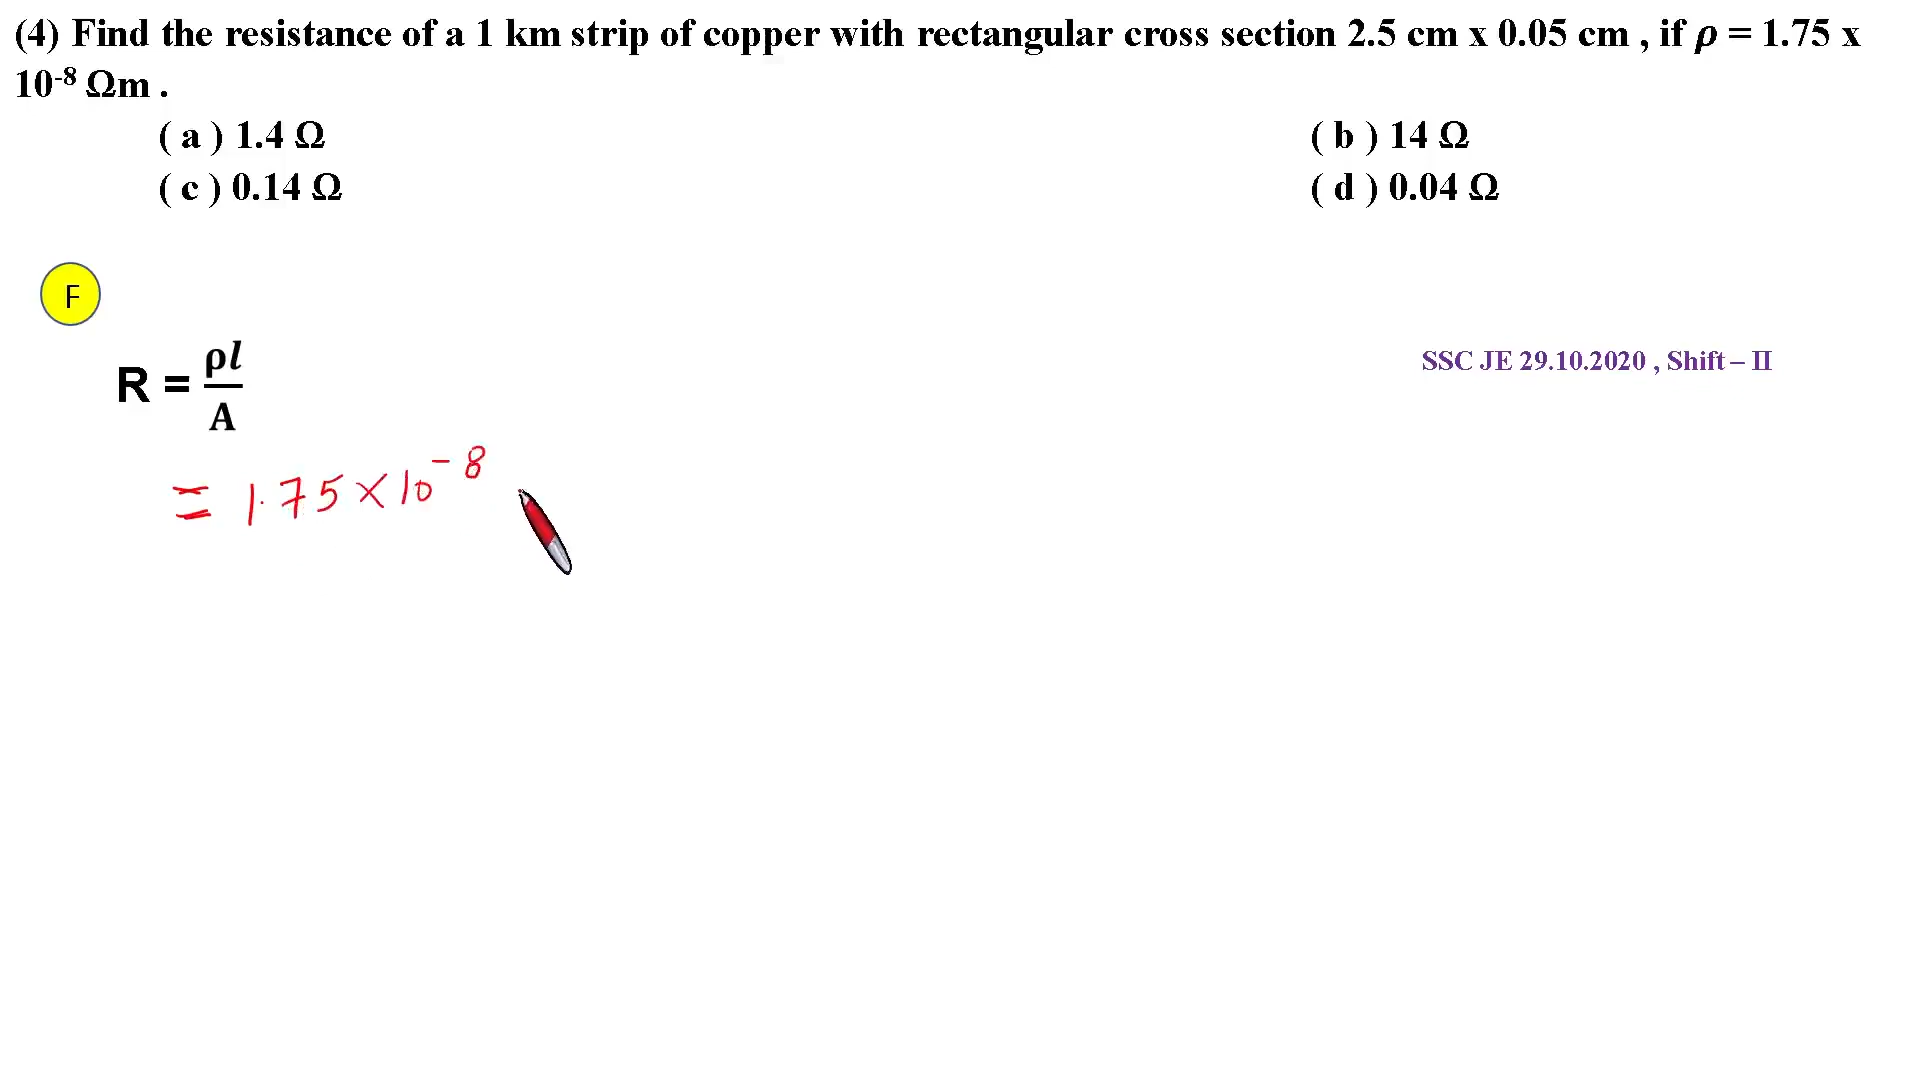 (4) Find the resistance of a 1 km strip of copper with rectangular cross section 2.5 cm x 0.05 cm , if ρ = 1.75 x
10⁻⁸ Ωm .
( a ) 1.4 Ω ( b ) 14 Ω
( c ) 0.14 Ω ( d ) 0.04 Ω
F
SSC JE 29.10.2020 , Shift – II
R = ρl/A
= 1.75 × 10⁻⁸